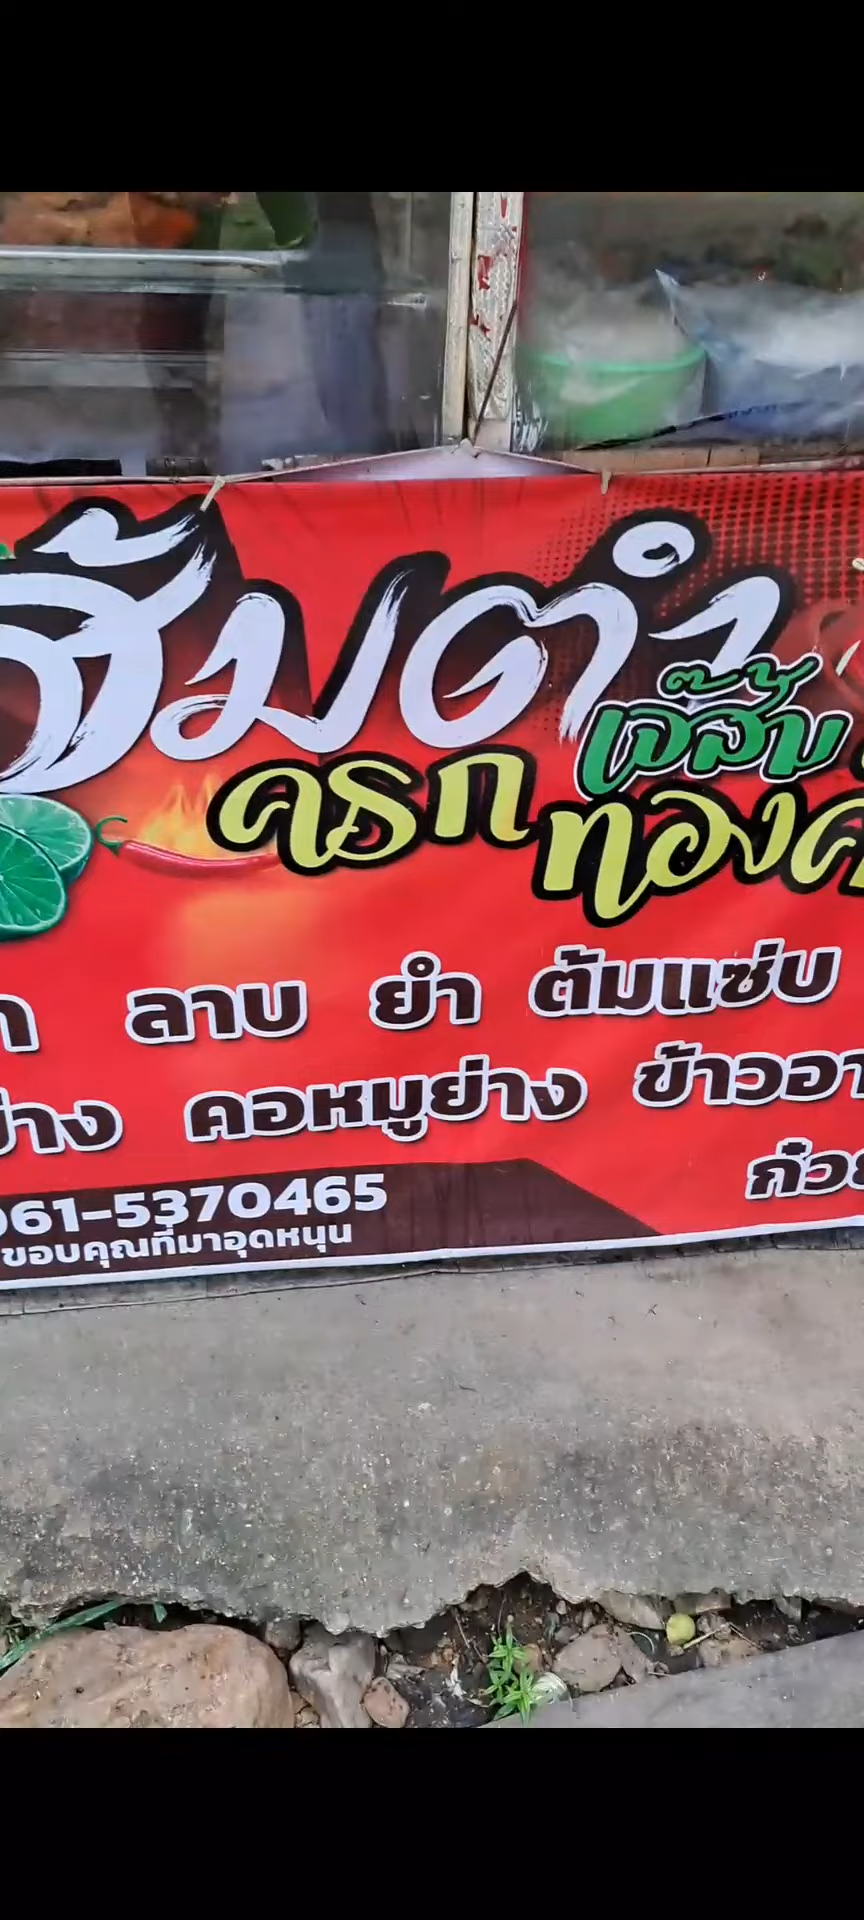 ส้มตำ
เจ๊ส้ม
ครก ทองค
ลาบ ยำ ต้มแซ่บ
ย่าง คอหมูย่าง ข้าวอา
ก๋วย
061-5370465
ขอบคุณที่มาอุดหนุน